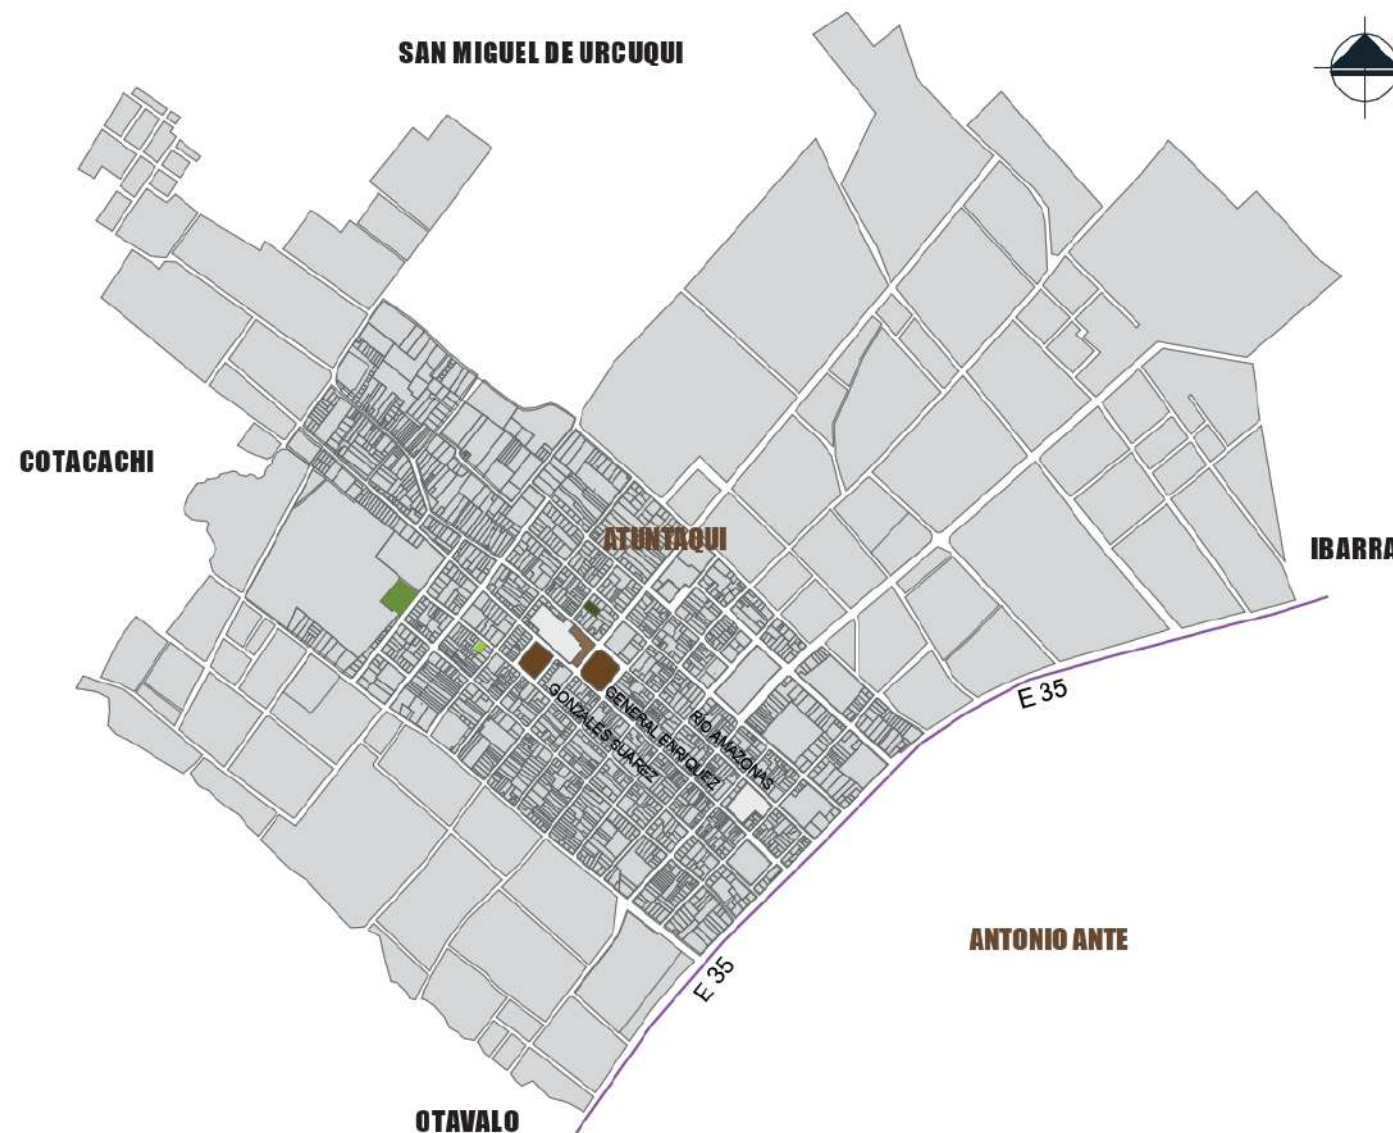 SAN MIGUEL DE URCUQUI
COTACACHI
ATUNTAQUI
IBARRA
E 35
GONZALES SUAREZ
GENERAL ENRIQUEZ
RIO AMAZONAS
ANTONIO ANTE
E 35
OTAVALO